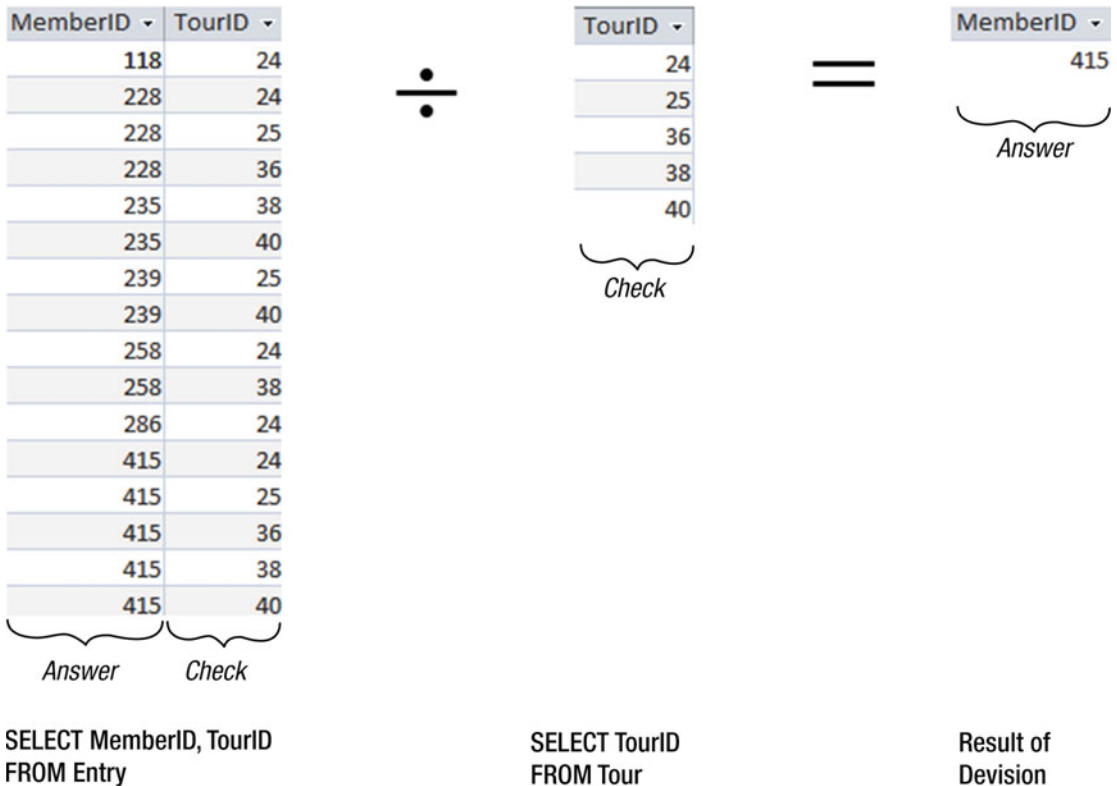 MemberID TourID
118 24
228 24
228 25
228 36
235 38
235 40
239 25
239 40
258 24
258 38
286 24
415 24
415 25
415 36
415 38
415 40
Answer Check
SELECT MemberID, TourID
FROM Entry
÷
TourID
24
25
36
38
40
Check
SELECT TourID
FROM Tour
=
MemberID
415
Answer
Result of
Devision